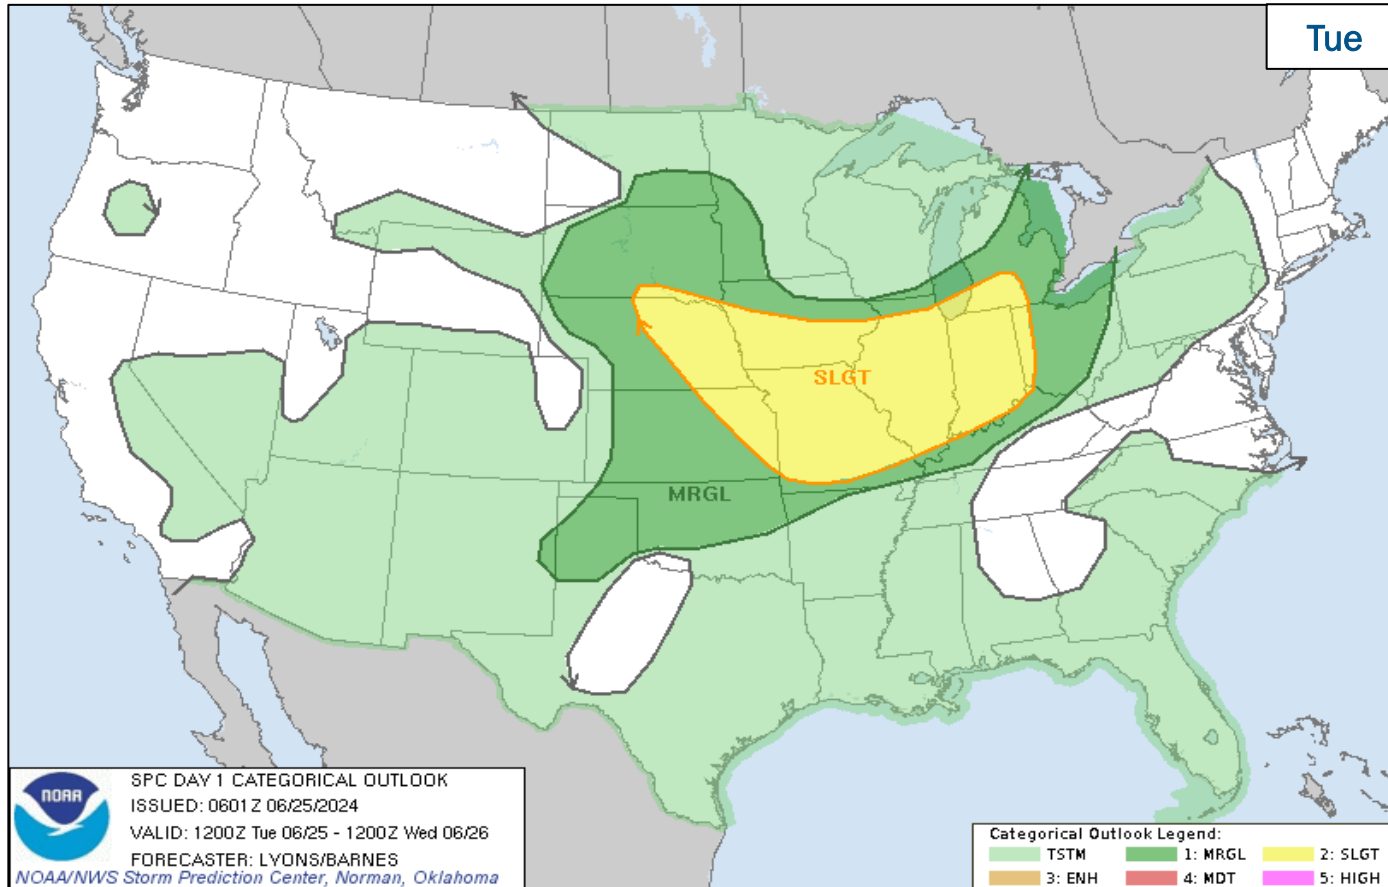 Tue
SLGT
MRGL
NOAA
SPC DAY 1 CATEGORICAL OUTLOOK
ISSUED: 0601Z 06/25/2024
VALID: 1200Z Tue 06/25 - 1200Z Wed 06/26
FORECASTER: LYONS/BARNES
NOAA/NWS Storm Prediction Center, Norman, Oklahoma
Categorical Outlook Legend:
TSTM 1: MRGL 2: SLGT
3: ENH 4: MDT 5: HIGH